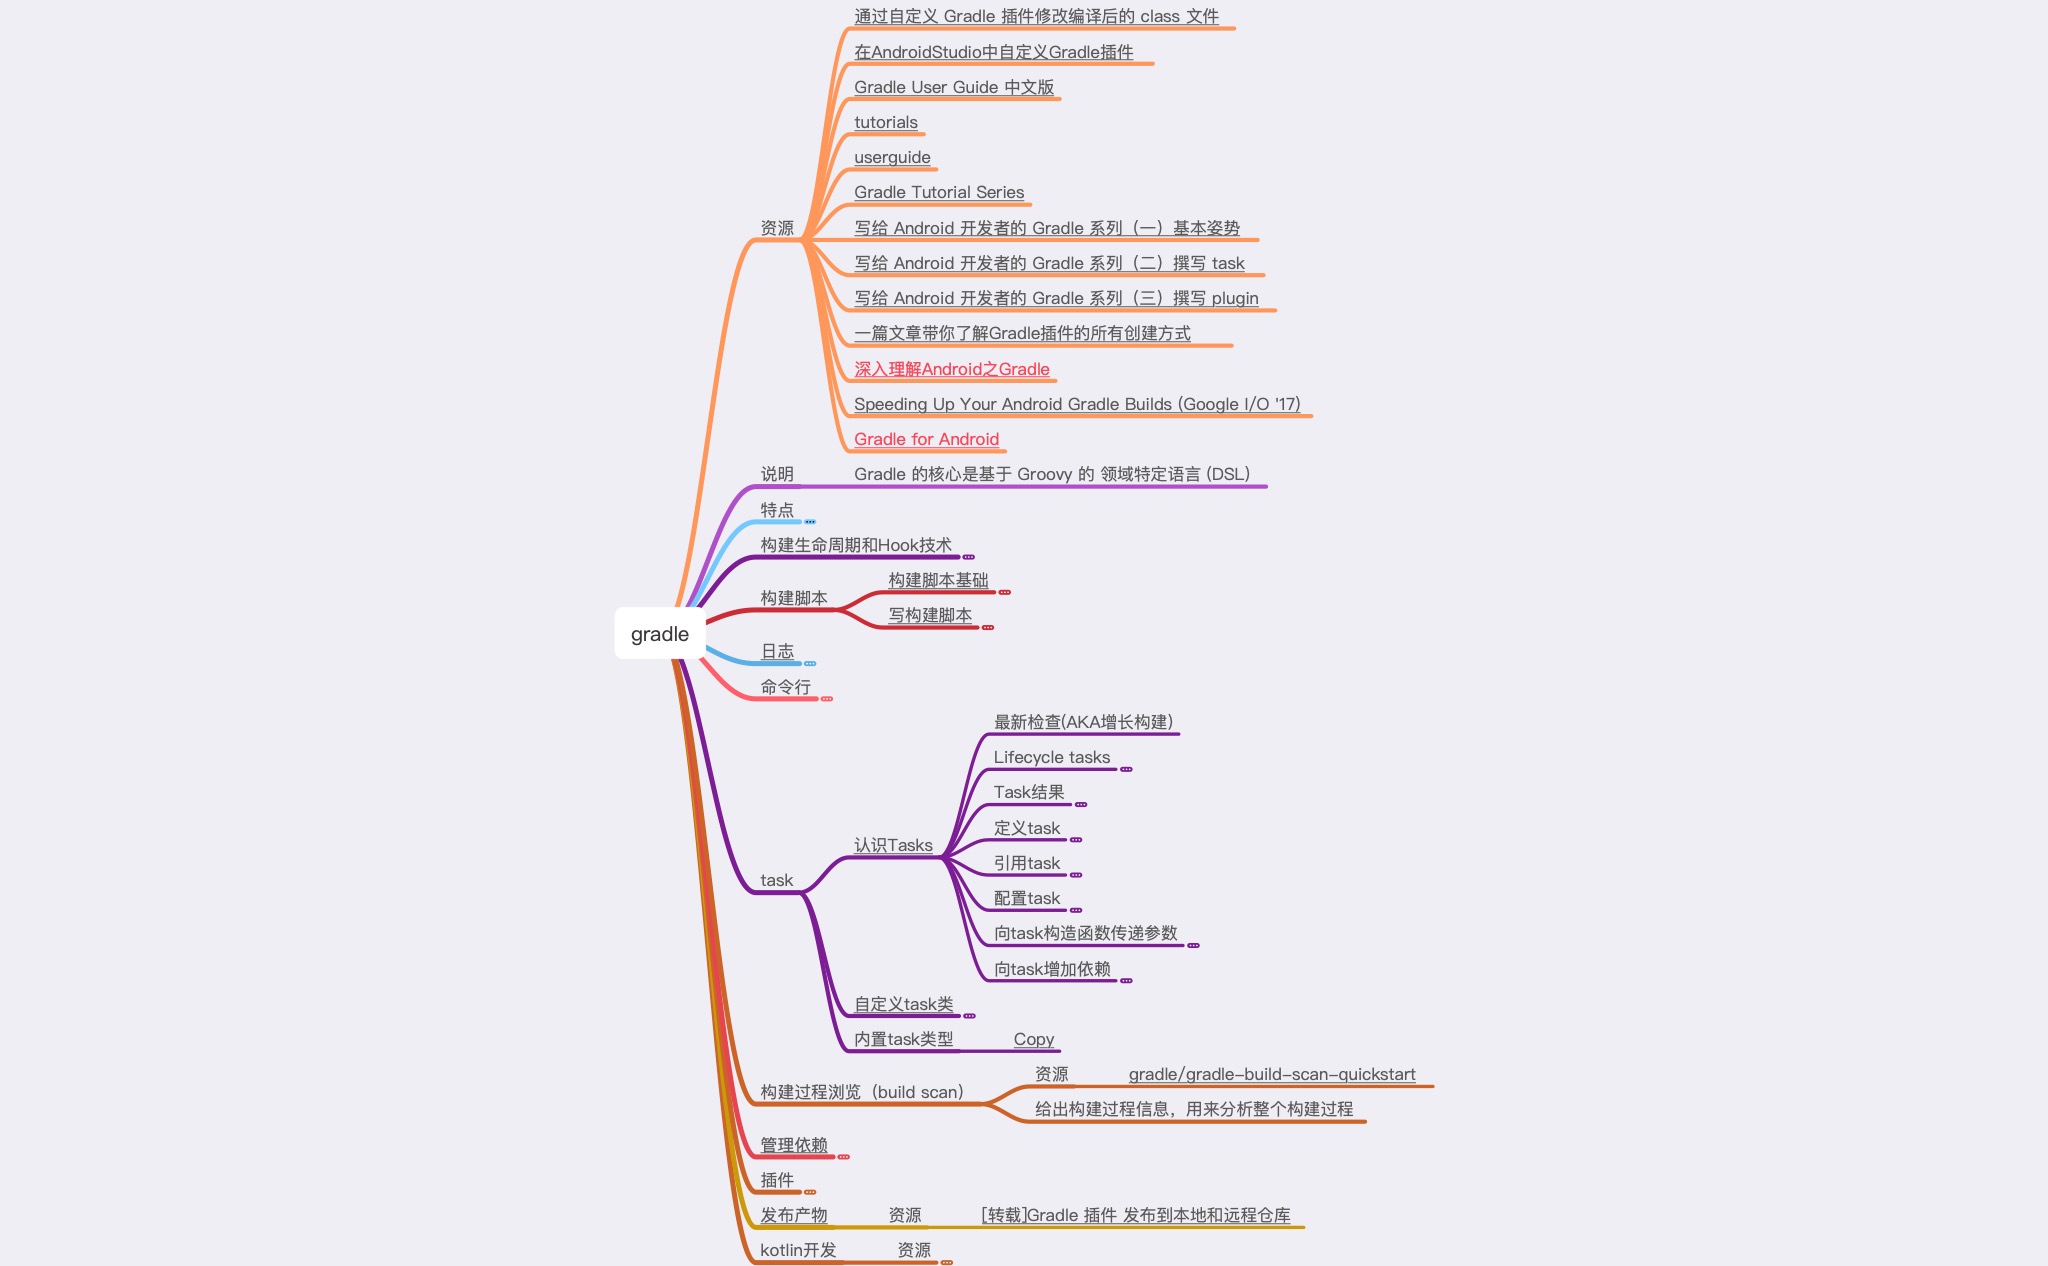 通过自定义 Gradle 插件修改编译后的 class 文件
在AndroidStudio中自定义Gradle插件
Gradle User Guide 中文版
tutorials
userguide
Gradle Tutorial Series
资源
写给 Android 开发者的 Gradle 系列（一）基本姿势
写给 Android 开发者的 Gradle 系列（二）撰写 task
写给 Android 开发者的 Gradle 系列（三）撰写 plugin
一篇文章带你了解Gradle插件的所有创建方式
深入理解Android之Gradle
Speeding Up Your Android Gradle Builds (Google I/O '17)
Gradle for Android
说明
Gradle 的核心是基于 Groovy 的 领域特定语言 (DSL)
特点
构建生命周期和Hook技术
构建脚本
构建脚本基础
写构建脚本
gradle
日志
命令行
task
认识Tasks
最新检查(AKA增长构建)
Lifecycle tasks
Task结果
定义task
引用task
配置task
向task构造函数传递参数
向task增加依赖
自定义task类
内置task类型
Copy
构建过程浏览（build scan）
资源
gradle/gradle-build-scan-quickstart
给出构建过程信息，用来分析整个构建过程
管理依赖
插件
发布产物
资源
[转载]Gradle 插件 发布到本地和远程仓库
kotlin开发
资源